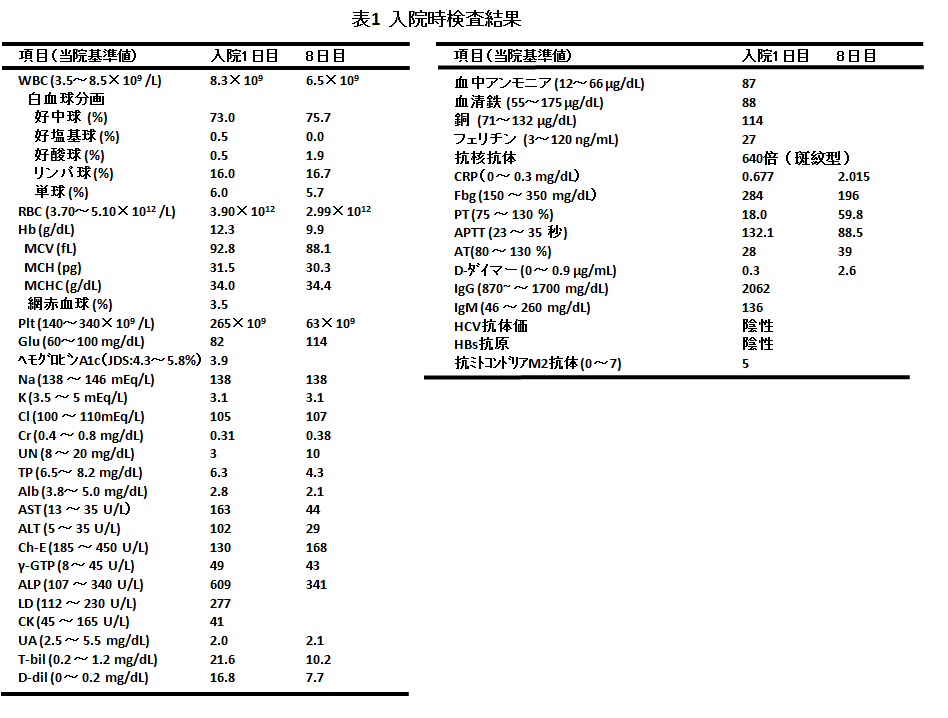 表1 入院時検査結果
項目（当院基準値） 入院1日目 8日目
WBC (3.5～8.5×10⁹ /L) 8.3×10⁹ 6.5×10⁹
白血球分画
好中球 (%) 73.0 75.7
好塩基球(%) 0.5 0.0
好酸球(%) 0.5 1.9
リンパ球(%) 16.0 16.7
単球(%) 6.0 5.7
RBC (3.70～5.10×10¹² /L) 3.90×10¹² 2.99×10¹²
Hb (g/dL) 12.3 9.9
MCV (fL) 92.8 88.1
MCH (pg) 31.5 30.3
MCHC (g/dL) 34.0 34.4
網赤血球(%) 3.5
Plt (140～340×10⁹ /L) 265×10⁹ 63×10⁹
Glu (60～100 mg/dL) 82 114
ﾍﾓｸﾞﾛﾋﾞﾝA1c(JDS:4.3～5.8%) 3.9
Na (138 ～ 146 mEq/L) 138 138
K (3.5 ～ 5 mEq/L) 3.1 3.1
Cl (100 ～ 110mEq/L) 105 107
Cr (0.4 ～ 0.8 mg/dL) 0.31 0.38
UN (8 ～ 20 mg/dL) 3 10
TP (6.5～ 8.2 mg/dL) 6.3 4.3
Alb (3.8～ 5.0 mg/dL) 2.8 2.1
AST (13 ～ 35 U/L) 163 44
ALT (5 ～ 35 U/L) 102 29
Ch-E (185 ～ 450 U/L) 130 168
γ-GTP (8～ 45 U/L) 49 43
ALP (107 ～ 340 U/L) 609 341
LD (112 ～ 230 U/L) 277
CK (45 ～ 165 U/L) 41
UA (2.5 ～ 5.5 mg/dL) 2.0 2.1
T-bil (0.2 ～ 1.2 mg/dL) 21.6 10.2
D-dil (0～ 0.2 mg/dL) 16.8 7.7
項目（当院基準値） 入院1日目 8日目
血中アンモニア (12～ 66 μg/dL) 87
血清鉄 (55～175 μg/dL) 88
銅 (71～132 μg/dL) 114
フェリチン (3～120 ng/mL) 27
抗核抗体 640倍（斑紋型）
CRP（0～ 0.3 mg/dL) 0.677 2.015
Fbg (150 ～ 350 mg/dL) 284 196
PT (75 ～ 130 %) 18.0 59.8
APTT (23 ～ 35 秒) 132.1 88.5
AT(80 ～ 130 %) 28 39
D-ﾀﾞｲﾏｰ (0～ 0.9 μg/mL) 0.3 2.6
IgG (870～ ～ 1700 mg/dL) 2062
IgM (46 ～ 260 mg/dL) 136
HCV抗体価 陰性
HBs抗原 陰性
抗ﾐﾄｺﾝﾄﾞﾘｱM2抗体 (0～ 7) 5